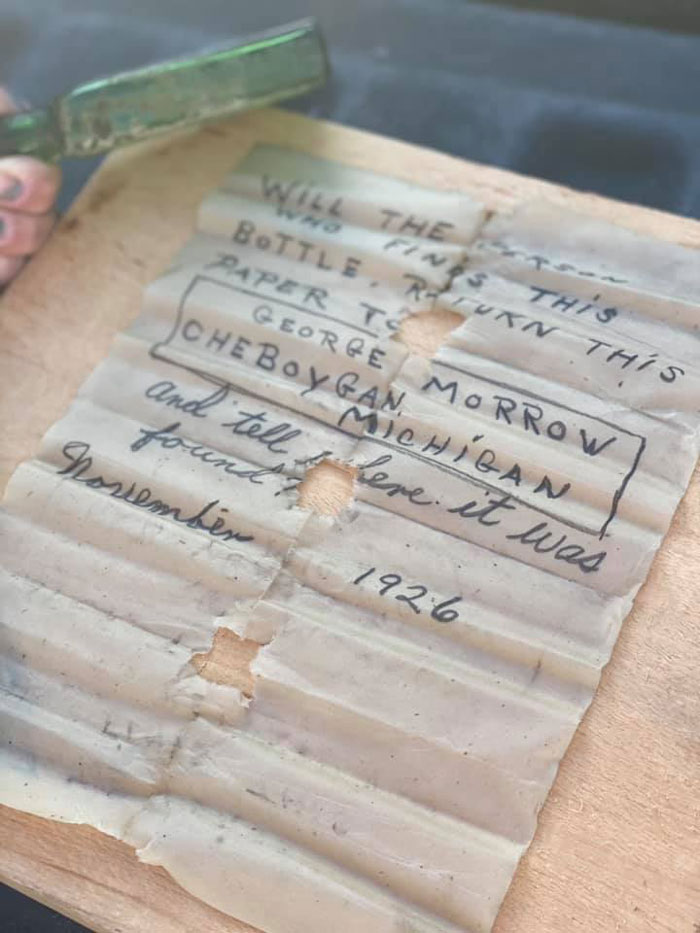 WILL THE PERSON
WHO FINDS THIS
BOTTLE. RETURN THIS
PAPER TO
GEORGE MORROW
CHEBOYGAN
MICHIGAN
and tell where it was
found?
November
1926